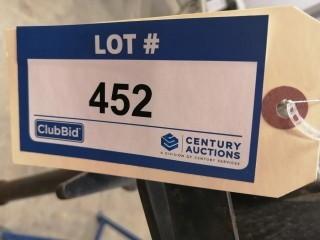 LOT #
452
ClubBid
CENTURY
AUCTIONS
A DIVISION OF CENTURY SERVICES